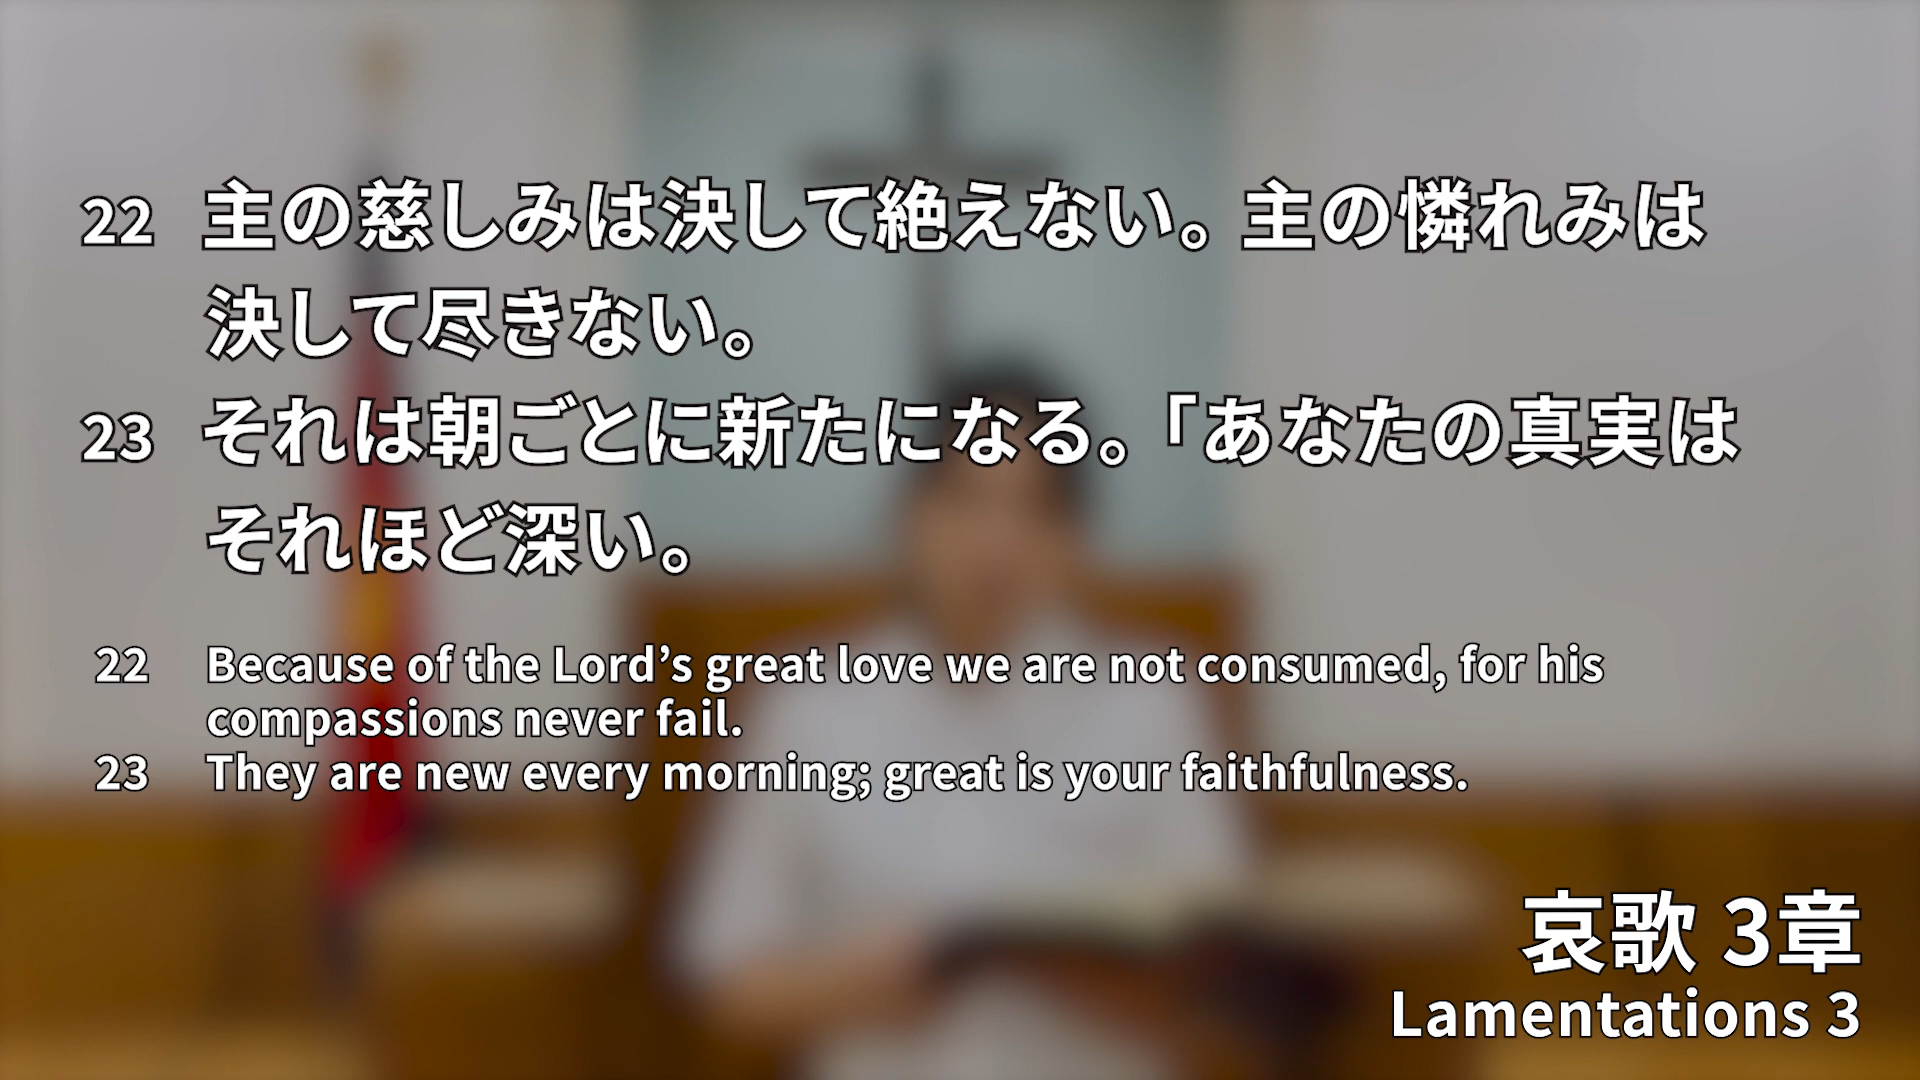 22 主の慈しみは決して絶えない。主の憐れみは
決して尽きない。
23 それは朝ごとに新たになる。「あなたの真実は
それほど深い。
22 Because of the Lord’s great love we are not consumed, for his
compassions never fail.
23 They are new every morning; great is your faithfulness.
哀歌 3章
Lamentations 3